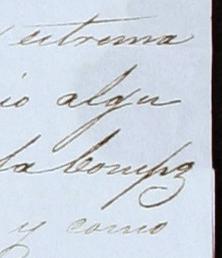 extrema
io algu
la Compª
y como